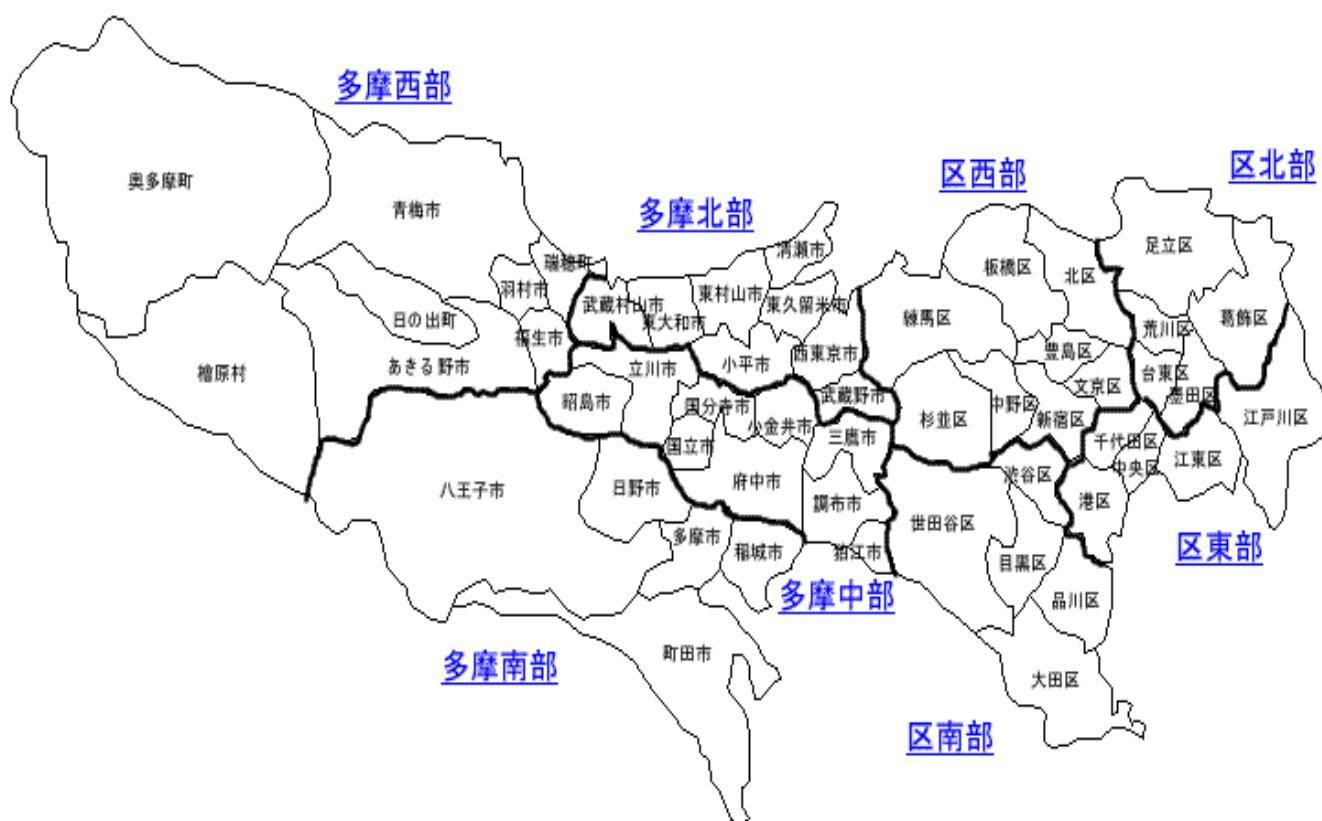 多摩西部
区北部
区西部
奥多摩町
青梅市
多摩北部
足立区
清瀬市
瑞穂町
板橋区
北区
羽村市
武蔵村山市
東村山市
東久留米市
日の出町
東大和市
練馬区
荒川区
葛飾区
福生市
豊島区
檜原村
あきる野市
立川市
小平市
西東京市
台東区
文京区
墨田区
昭島市
国分寺市
武蔵野市
中野区
杉並区
新宿区
江戸川区
小金井市
三鷹市
千代田区
国立市
中央区
江東区
渋谷区
八王子市
日野市
府中市
調布市
港区
世田谷区
多摩市
稲城市
狛江市
区東部
目黒区
多摩中部
品川区
町田市
多摩南部
大田区
区南部